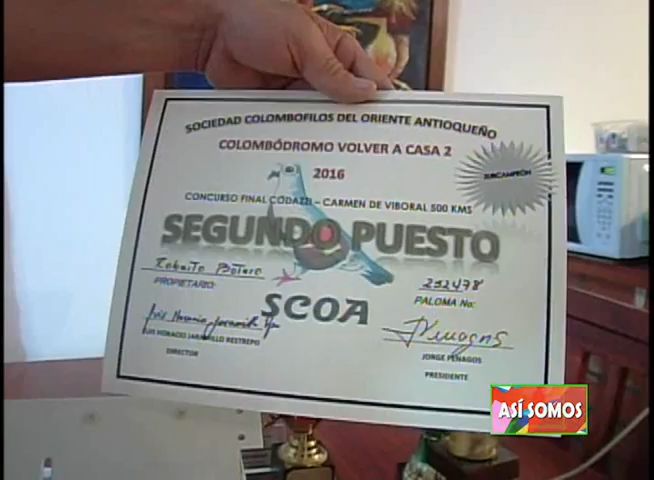 SOCIEDAD COLOMBOFILOS DEL ORIENTE ANTIOQUEÑO
COLOMBÓDROMO VOLVER A CASA 2
2016
SUBCAMPEÓN
CONCURSO FINAL CODAZZI - CARMEN DE VIBORAL 500 KMS
SEGUNDO PUESTO
Roberto Botero
PROPIETARIO:
232478
PALOMA No:
SCOA
LUIS HORACIO JARAMILLO RESTREPO
DIRECTOR
JORGE PENAGOS
PRESIDENTE
ASÍ SOMOS